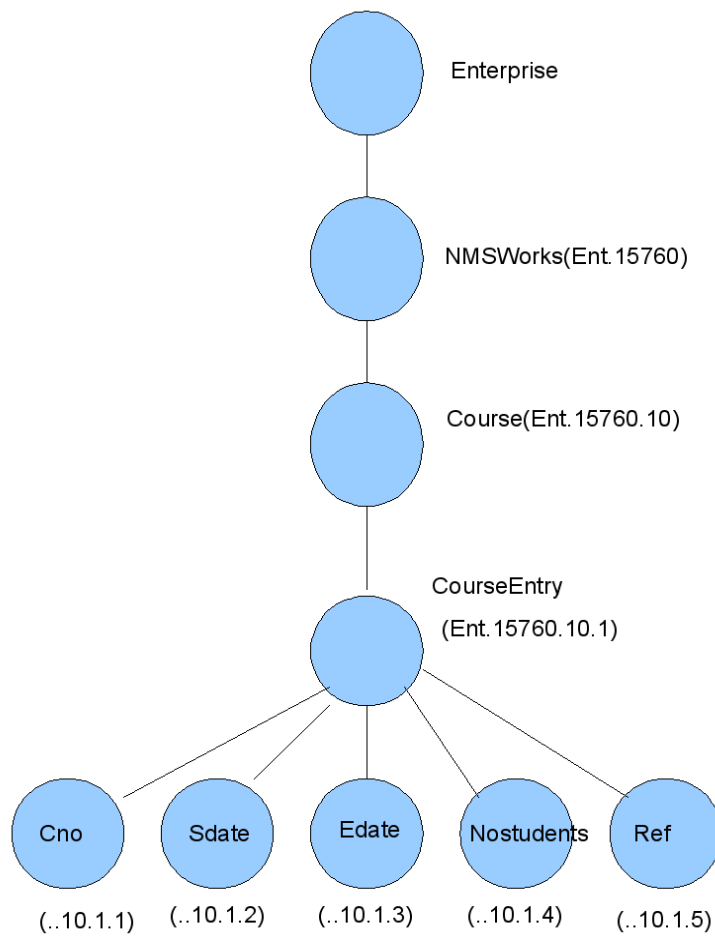 Enterprise
NMSWorks(Ent.15760)
Course(Ent.15760.10)
CourseEntry
(Ent.15760.10.1)
Cno
Sdate
Edate
Nostudents
Ref
(..10.1.1)
(..10.1.2)
(..10.1.3)
(..10.1.4)
(..10.1.5)